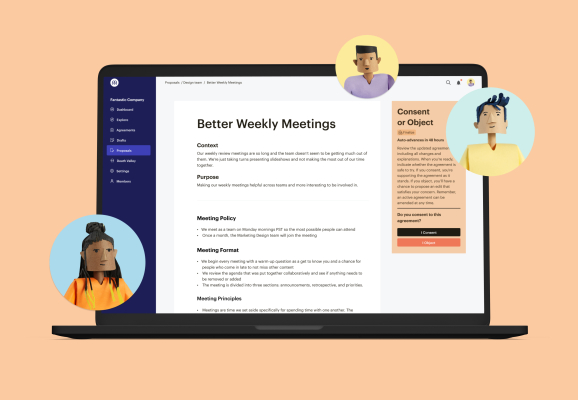 Proposals / Design team > Better Weekly Meetings
Fantastic Company
Dashboard
Explore
Agreements
Drafts
Proposals
Booth Valley
Settings
Members
Better Weekly Meetings
Context
Our weekly review meetings are so long and the team doesn't seem to be getting much out of
them. We're just taking turns presenting slideshows and not making the most of our time
together.
Purpose
Making our weekly meetings helpful across teams and more interesting to be involved in.
Meeting Policy
We meet as a team on Monday mornings PST so the most possible people can attend
Once a month, the Marketing Design team will join the meeting
Meeting Format
We begin every meeting with a warm up question as a get to know you and a chance for
people who come in late to not miss other content
We review the agenda that was put together collaboratively and see if anything needs to
be removed or added
The meeting is divided into three sections: announcements, retrospective, and priorities.
Meeting Principles
Meetings are time we set aside specifically for spending time with one another. The
Consent
or Object
Auto-advances in 48 hours
Review the updated agreement
including all changes and
explanations. When you're ready,
indicate whether the agreement is
safe to try. If you consent, you're
supporting the agreement as it
stands. If you object, you'll have a
chance to propose an edit that
satisfies your concern. Remember,
an active agreement can be
amended at any time.
Do you consent to this
agreement?
I Consent
I Object